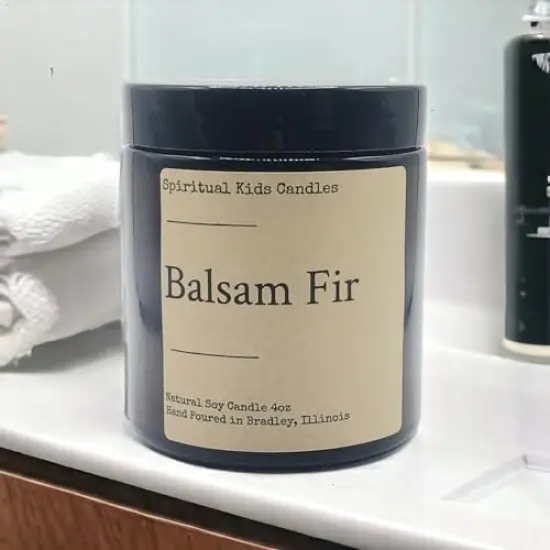 Spiritual Kids Candles
Balsam Fir
Natural Soy Candle 4oz
Hand Poured in Bradley, Illinois